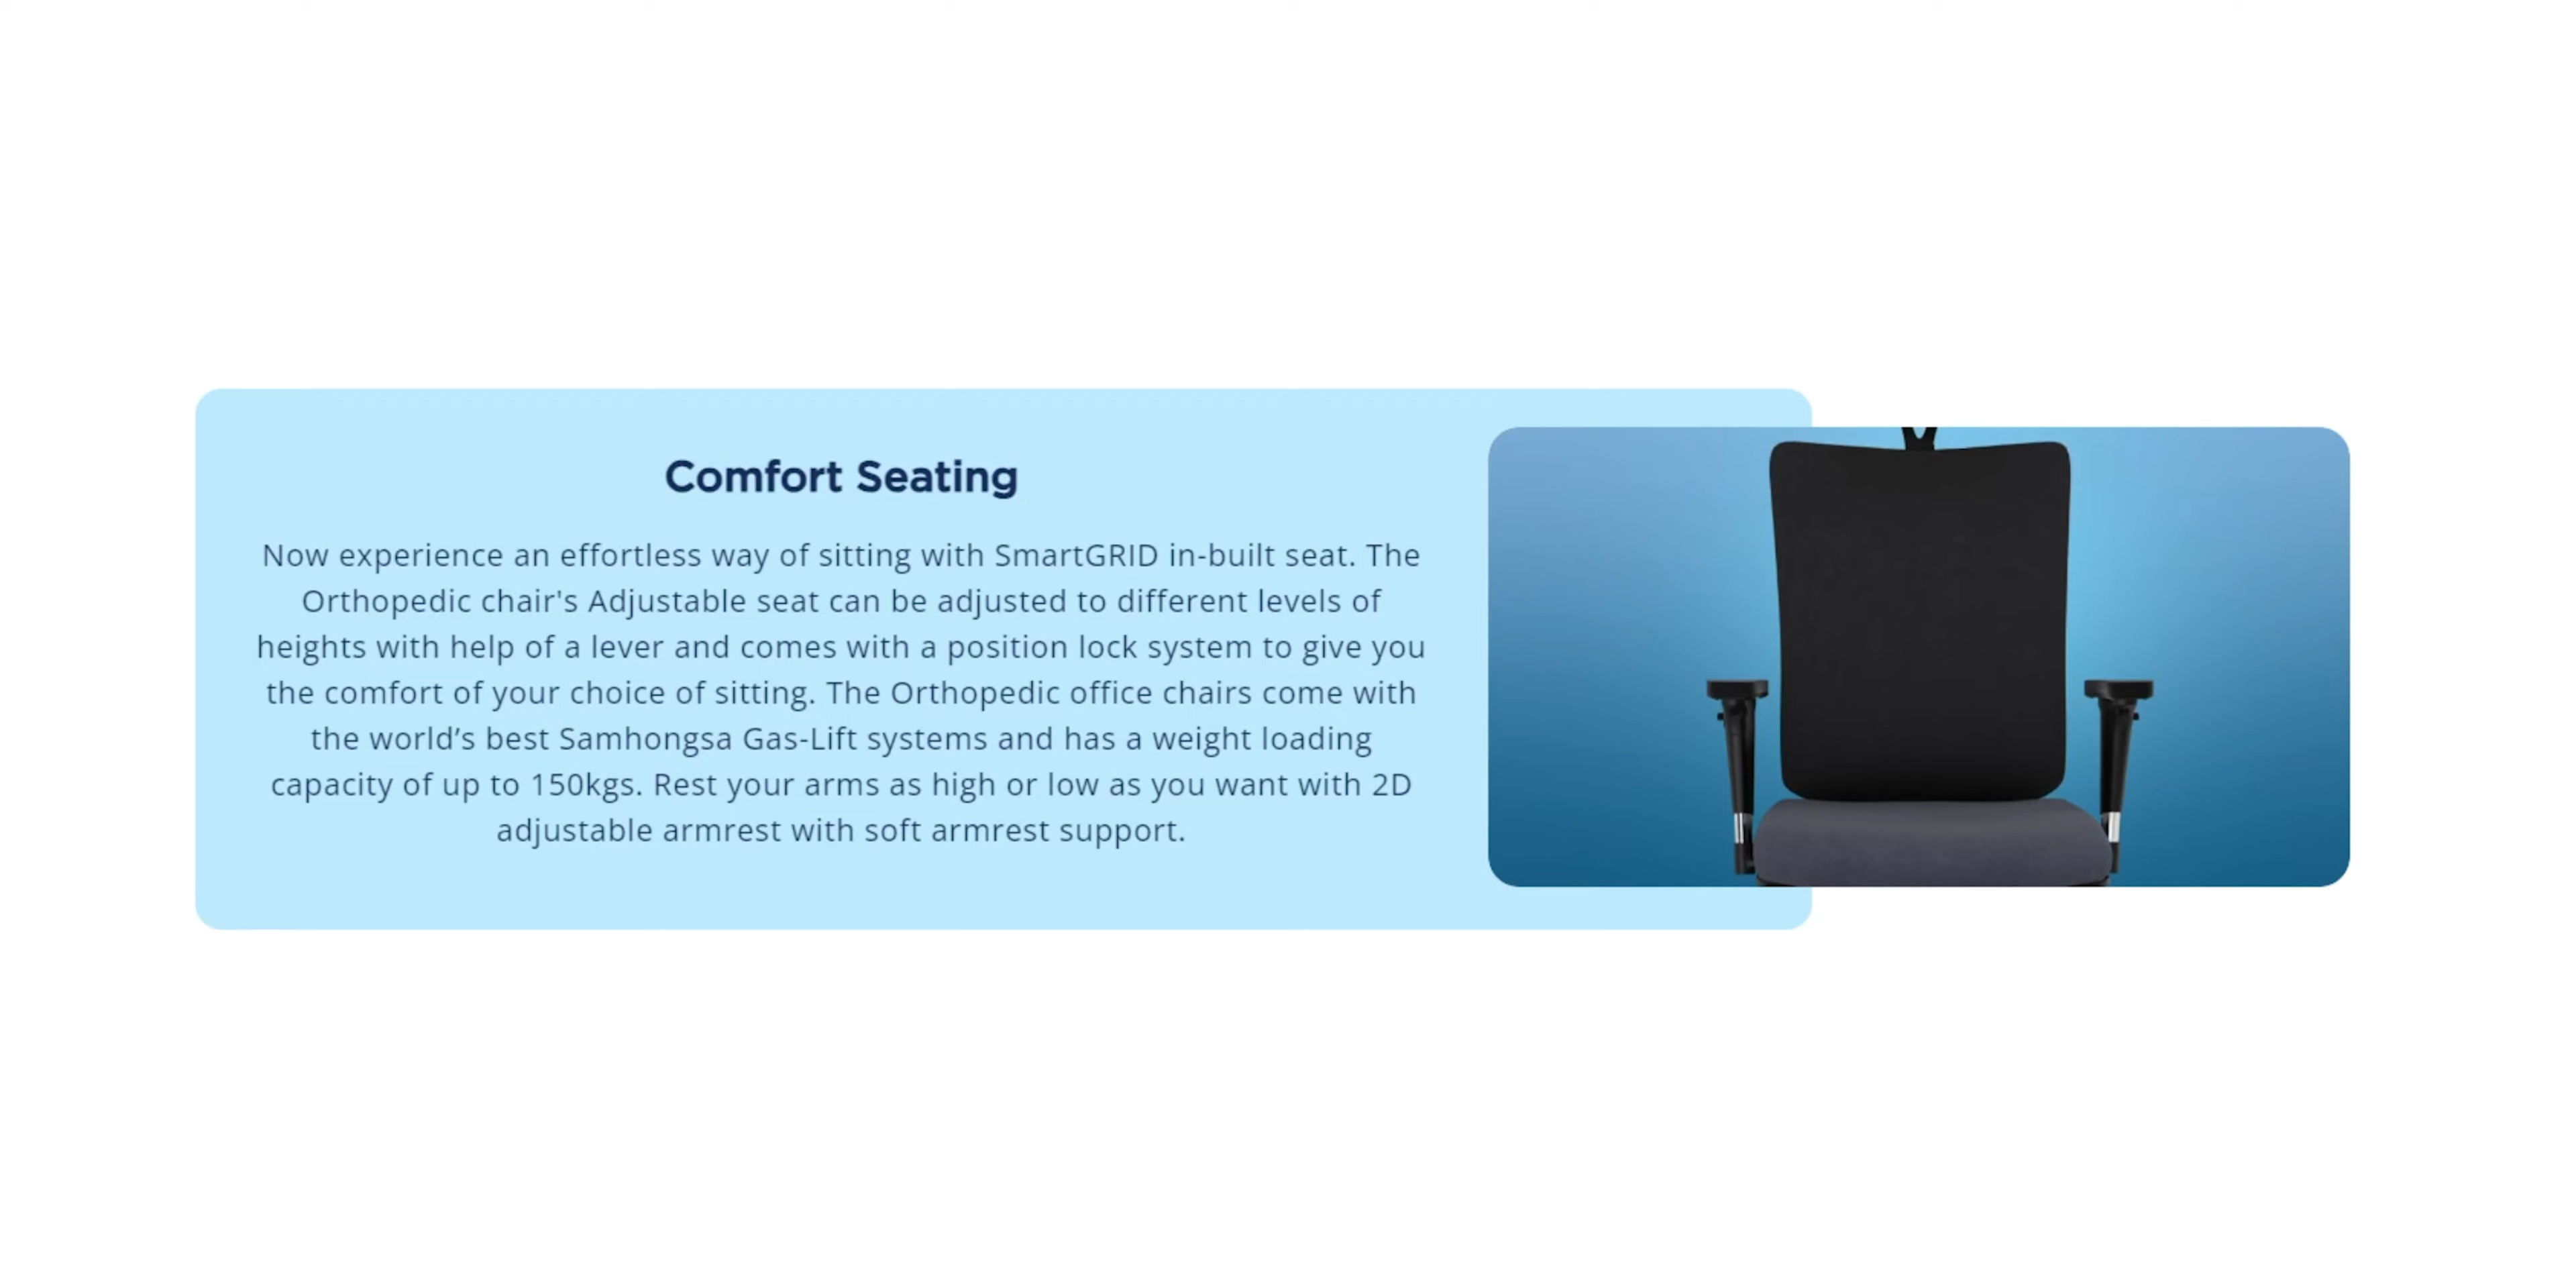 Comfort Seating
Now experience an effortless way of sitting with SmartGRID in-built seat. The
Orthopedic chair's Adjustable seat can be adjusted to different levels of
heights with help of a lever and comes with a position lock system to give you
the comfort of your choice of sitting. The Orthopedic office chairs come with
the world’s best Samhongsa Gas-Lift systems and has a weight loading
capacity of up to 150kgs. Rest your arms as high or low as you want with 2D
adjustable armrest with soft armrest support.